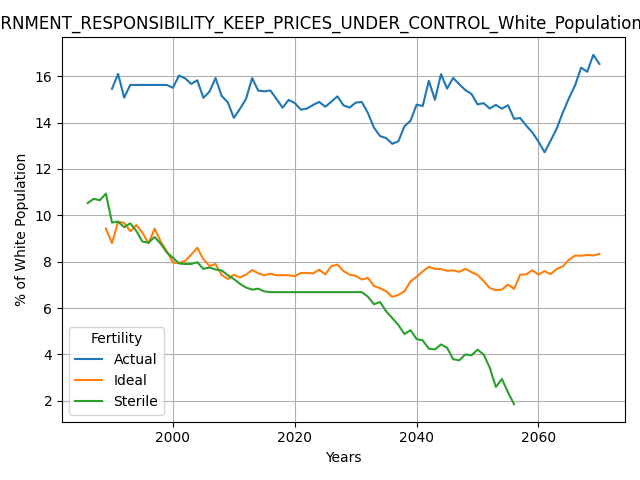 RNMENT_RESPONSIBILITY_KEEP_PRICES_UNDER_CONTROL_White_Population
% of White Population
16
14
12
10
8
6
4
2
Fertility
Actual
Ideal
Sterile
2000 2020 2040 2060
Years